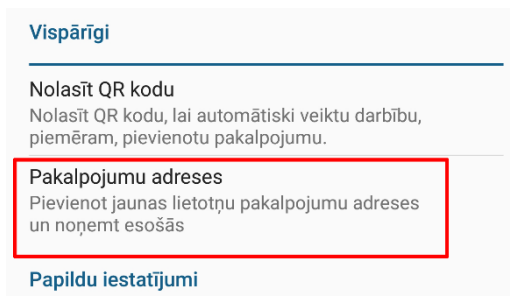 Vispārīgi
Nolasīt QR kodu
Nolasīt QR kodu, lai automātiski veiktu darbību,
piemēram, pievienotu pakalpojumu.
Pakalpojumu adreses
Pievienot jaunas lietotņu pakalpojumu adreses
un noņemt esošās
Papildu iestatījumi